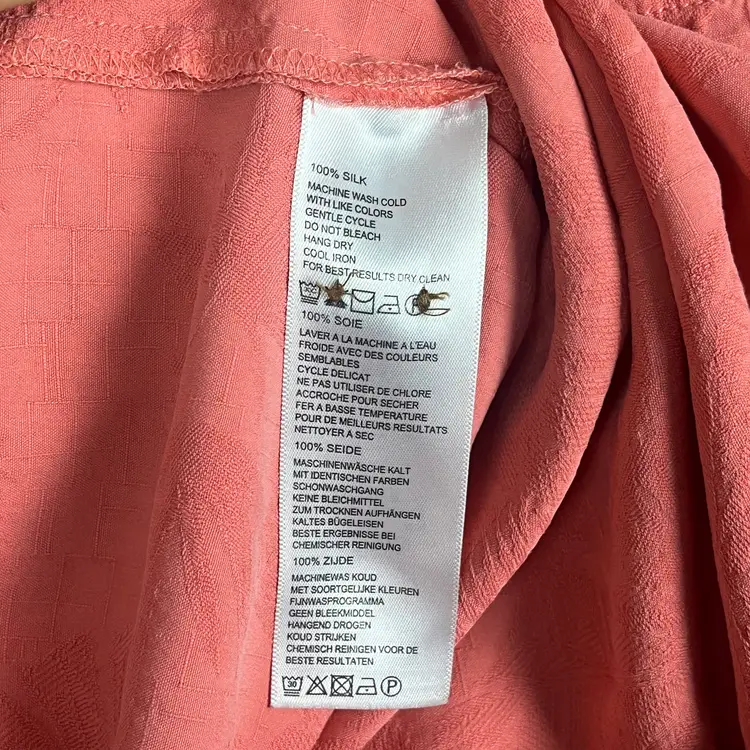 100% SILK
MACHINE WASH COLD
WITH LIKE COLORS
GENTLE CYCLE
DO NOT BLEACH
HANG DRY
COOL IRON
FOR BEST RESULTS DRY CLEAN
100% SOIE
LAVER A LA MACHINE A L'EAU
FROIDE AVEC DES COULEURS
SEMBLABLES
CYCLE DELICAT
NE PAS UTILISER DE CHLORE
ACCROCHE POUR SECHER
FER A BASSE TEMPERATURE
POUR DE MEILLEURS RESULTATS
NETTOYER A SEC
100% SEIDE
MASCHINENWÄSCHE KALT
MIT IDENTISCHEN FARBEN
SCHONWASCHGANG
KEINE BLEICHMITTEL
ZUM TROCKNEN AUFHÄNGEN
KALTES BÜGELEISEN
BESTE ERGEBNISSE BEI
CHEMISCHER REINIGUNG
100% ZIJDE
MACHINEWAS KOUD
MET SOORTGELIJKE KLEUREN
FIJNWASPROGRAMMA
GEEN BLEEKMIDDEL
HANGEND DROGEN
KOUD STRIJKEN
CHEMISCH REINIGEN VOOR DE
BESTE RESULTATEN
30 P